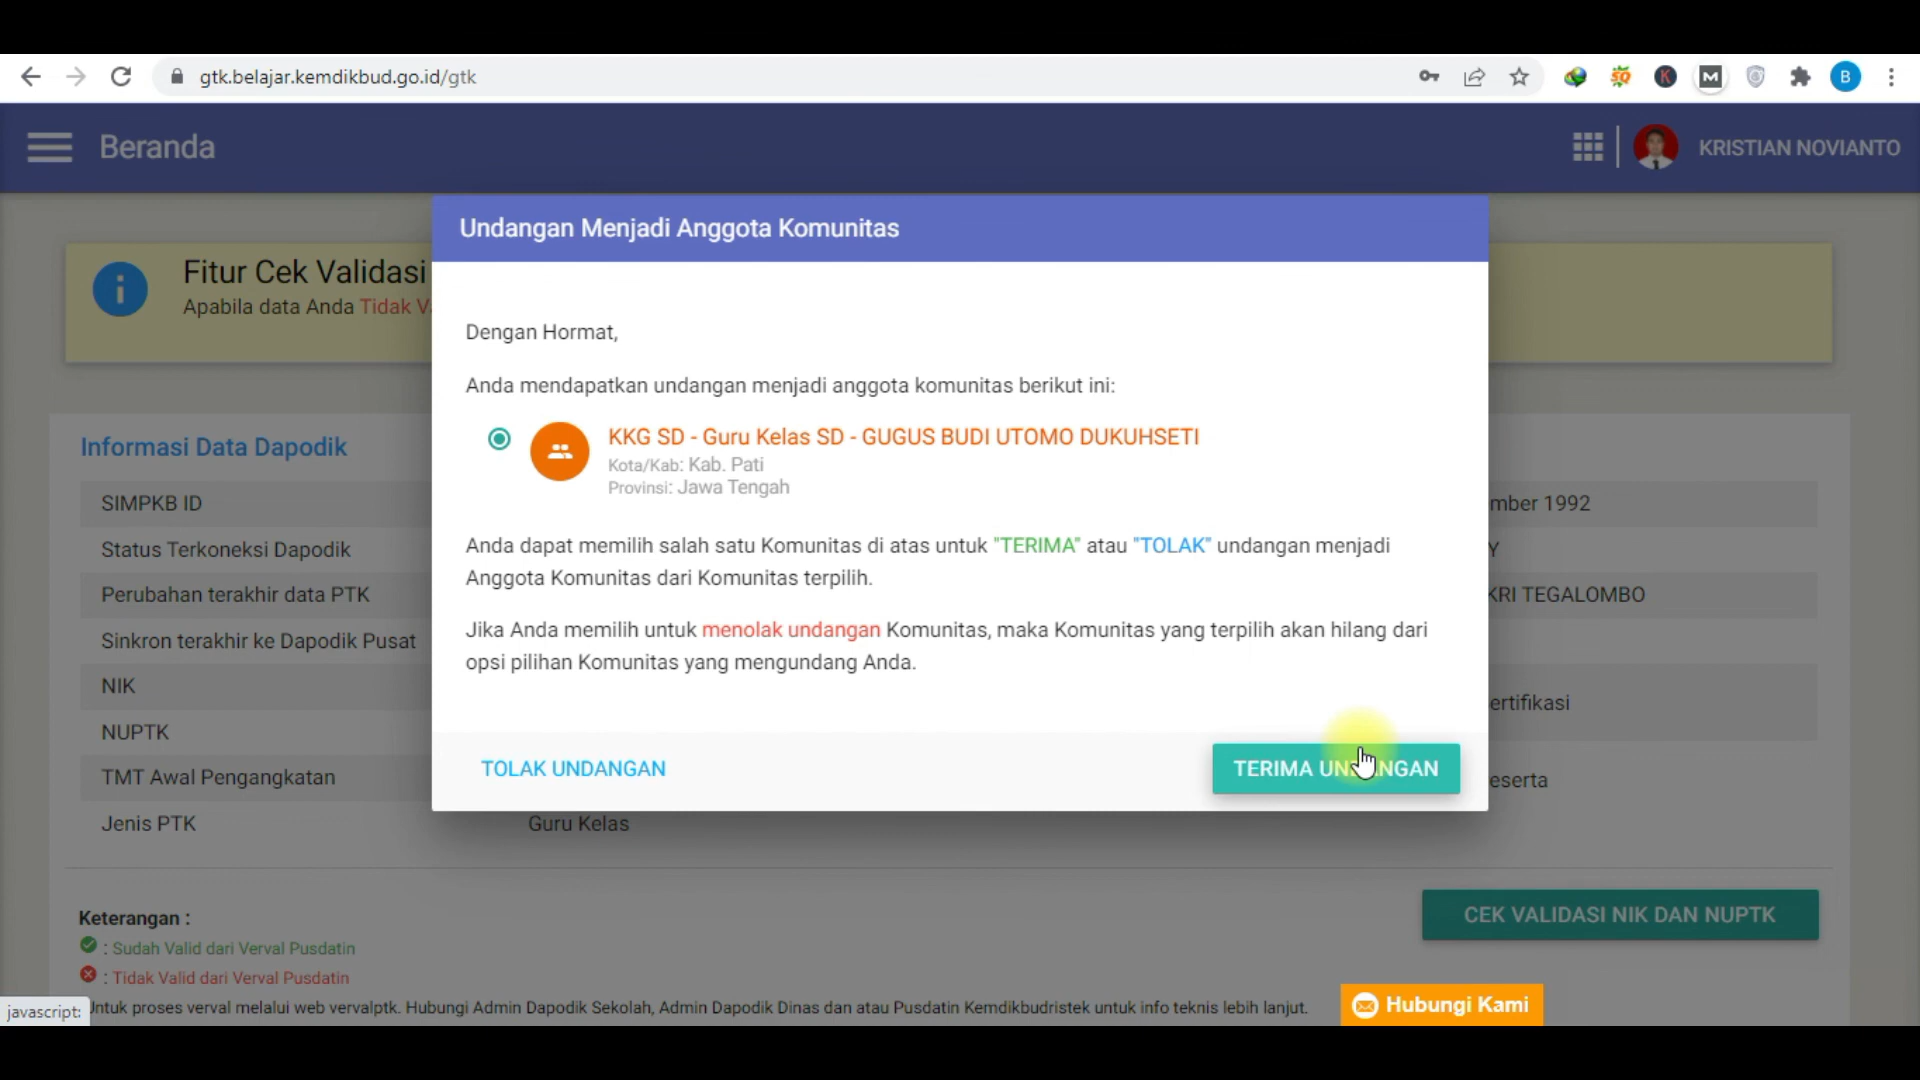 gtk.belajar.kemdikbud.go.id/gtk
SQ
K
M
B
Beranda
KRISTIAN NOVIANTO
Undangan Menjadi Anggota Komunitas
Fitur Cek Validasi
Apabila data Anda Tidak
Dengan Hormat,
Anda mendapatkan undangan menjadi anggota komunitas berikut ini:
KKG SD - Guru Kelas SD - GUGUS BUDI UTOMO DUKUHSETI
Kota/Kab: Kab. Pati
Provinsi: Jawa Tengah
Anda dapat memilih salah satu Komunitas di atas untuk "TERIMA" atau "TOLAK" undangan menjadi
Anggota Komunitas dari Komunitas terpilih.
Jika Anda memilih untuk menolak undangan Komunitas, maka Komunitas yang terpilih akan hilang dari
opsi pilihan Komunitas yang mengundang Anda.
TOLAK UNDANGAN
TERIMA UNDANGAN
Informasi Data Dapodik
SIMPKB ID
mber 1992
Status Terkoneksi Dapodik
Y
Perubahan terakhir data PTK
KRI TEGALOMBO
Sinkron terakhir ke Dapodik Pusat
NIK
ertifikasi
NUPTK
TMT Awal Pengangkatan
eserta
Jenis PTK
Guru Kelas
Keterangan :
CEK VALIDASI NIK DAN NUPTK
: Sudah Valid dari Verval Pusdatin
: Tidak Valid dari Verval Pusdatin
javascript:
Untuk proses verval melalui web vervalptk. Hubungi Admin Dapodik Sekolah, Admin Dapodik Dinas dan atau Pusdatin Kemdikbudristek untuk info teknis lebih lanjut.
Hubungi Kami